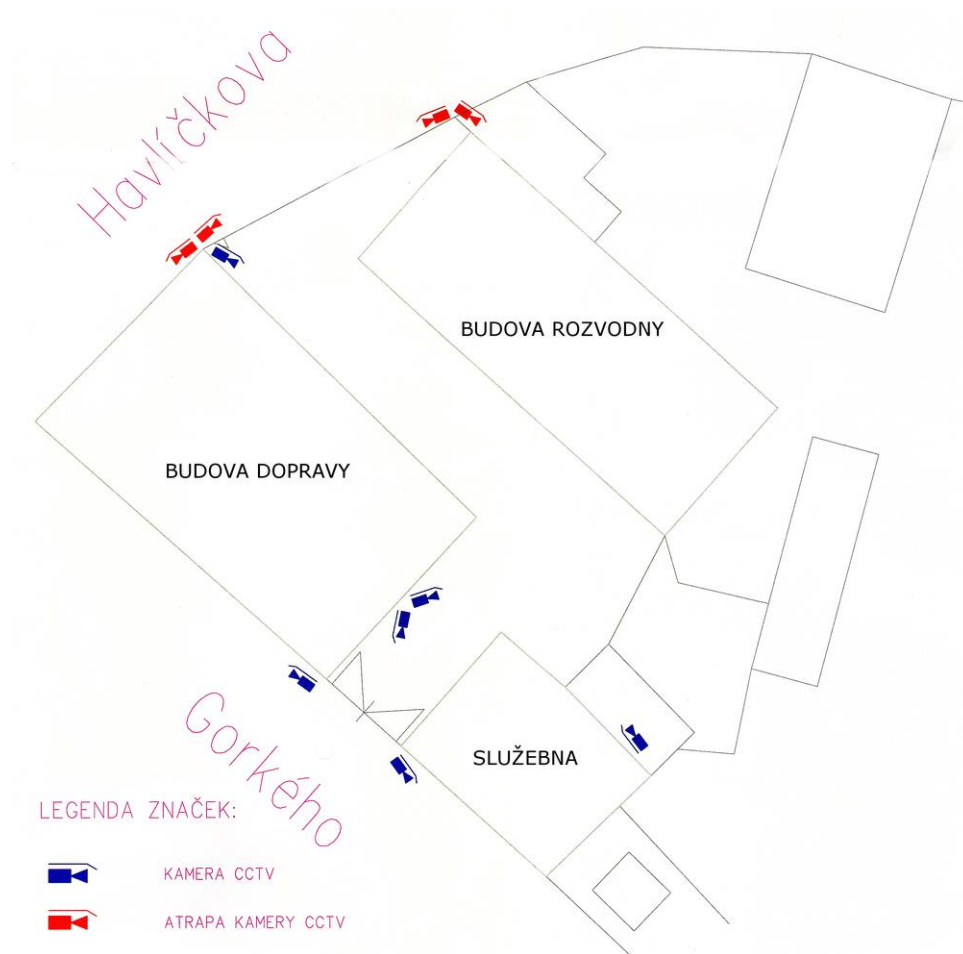 Havlíčkova
BUDOVA ROZVODNY
BUDOVA DOPRAVY
Gorkého
SLUŽEBNA
LEGENDA ZNAČEK:
KAMERA CCTV
ATRAPA KAMERY CCTV